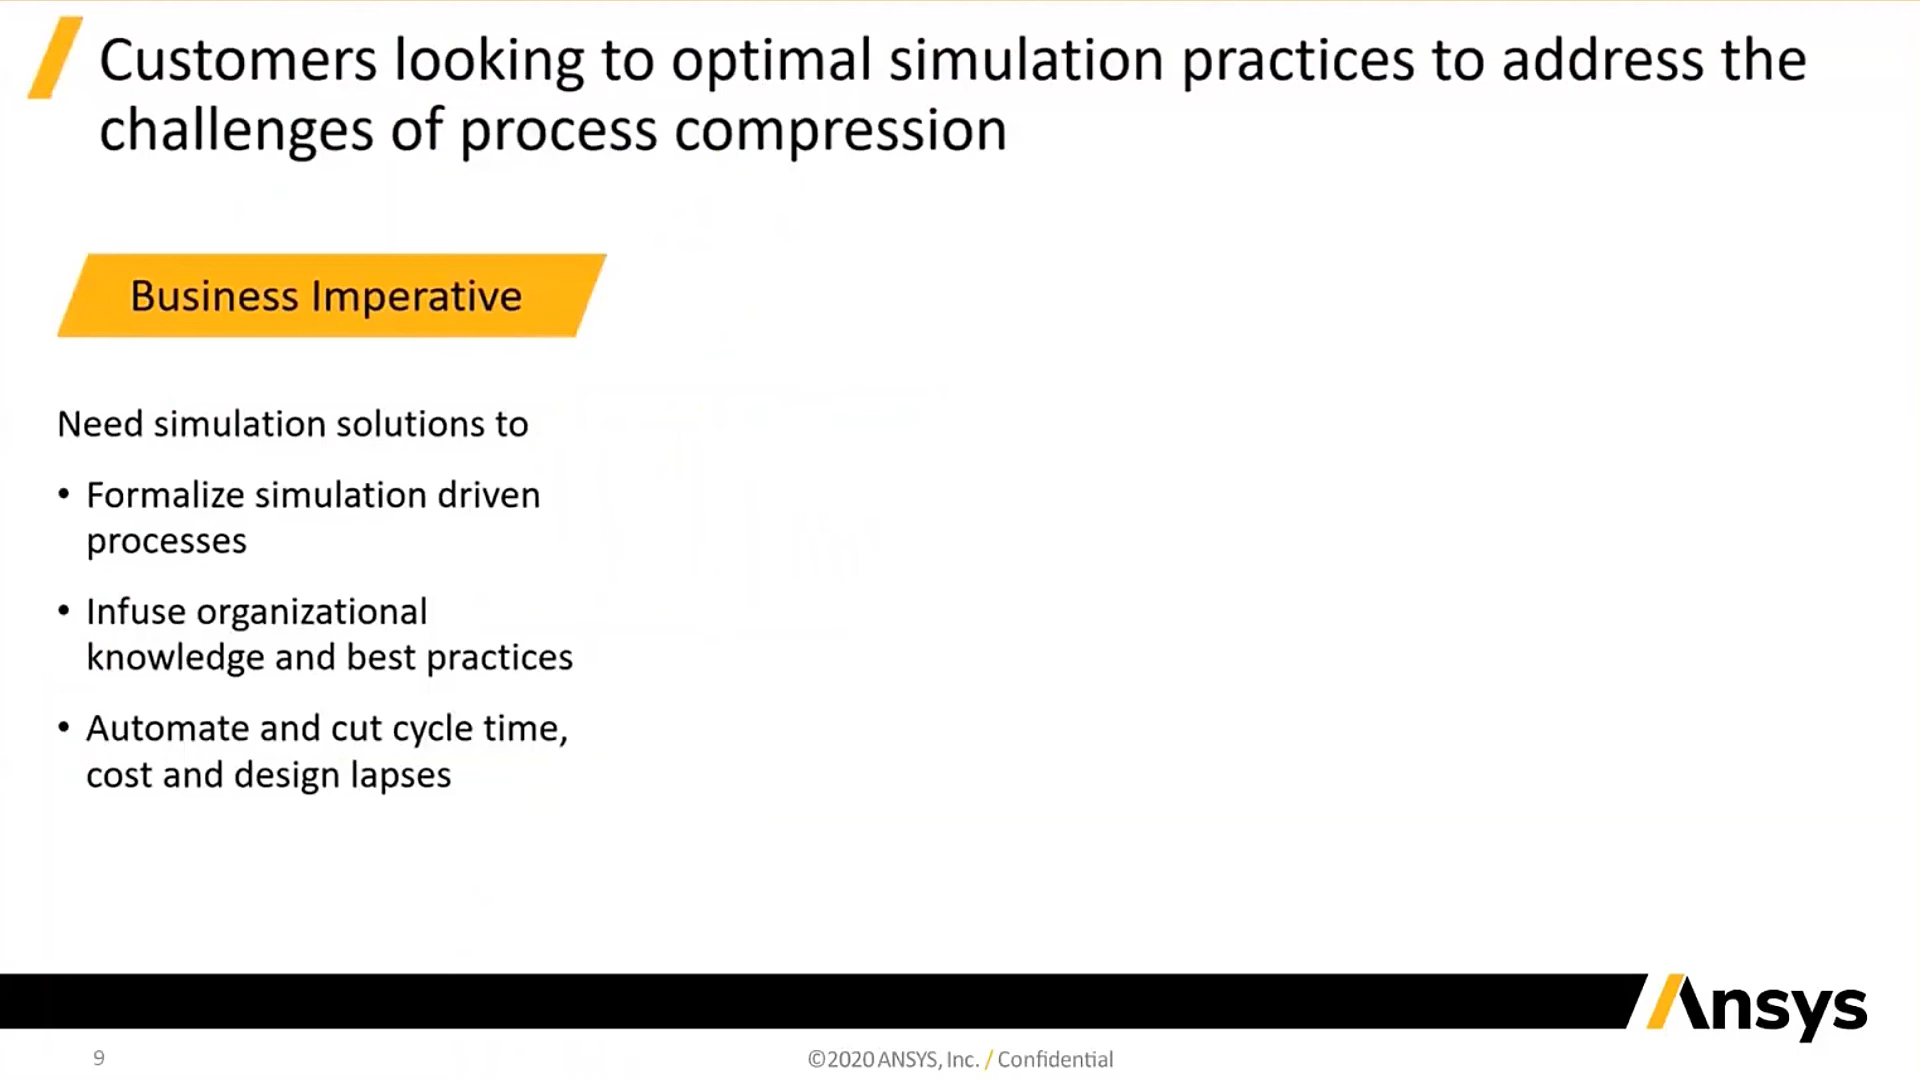 Customers looking to optimal simulation practices to address the
challenges of process compression
Business Imperative
Need simulation solutions to
• Formalize simulation driven
processes
• Infuse organizational
knowledge and best practices
• Automate and cut cycle time,
cost and design lapses
Ansys
9
©2020 ANSYS, Inc. / Confidential